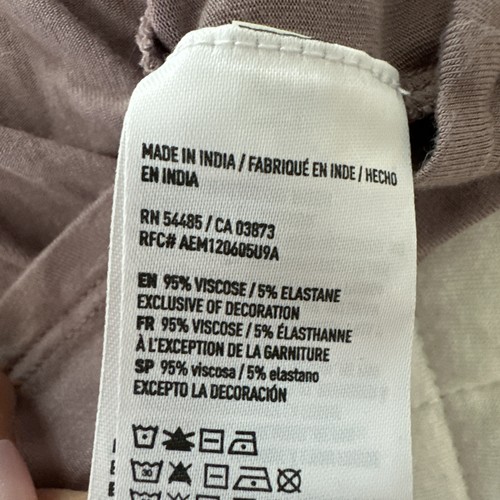 MADE IN INDIA / FABRIQUÉ EN INDE / HECHO
EN INDIA
RN 54485 / CA 03873
RFC# AEM120605U9A
EN 95% VISCOSE / 5% ELASTANE
EXCLUSIVE OF DECORATION
FR 95% VISCOSE / 5% ÉLASTHANNE
À L'EXCEPTION DE LA GARNITURE
SP 95% viscosa / 5% elastano
EXCEPTO LA DECORACIÓN